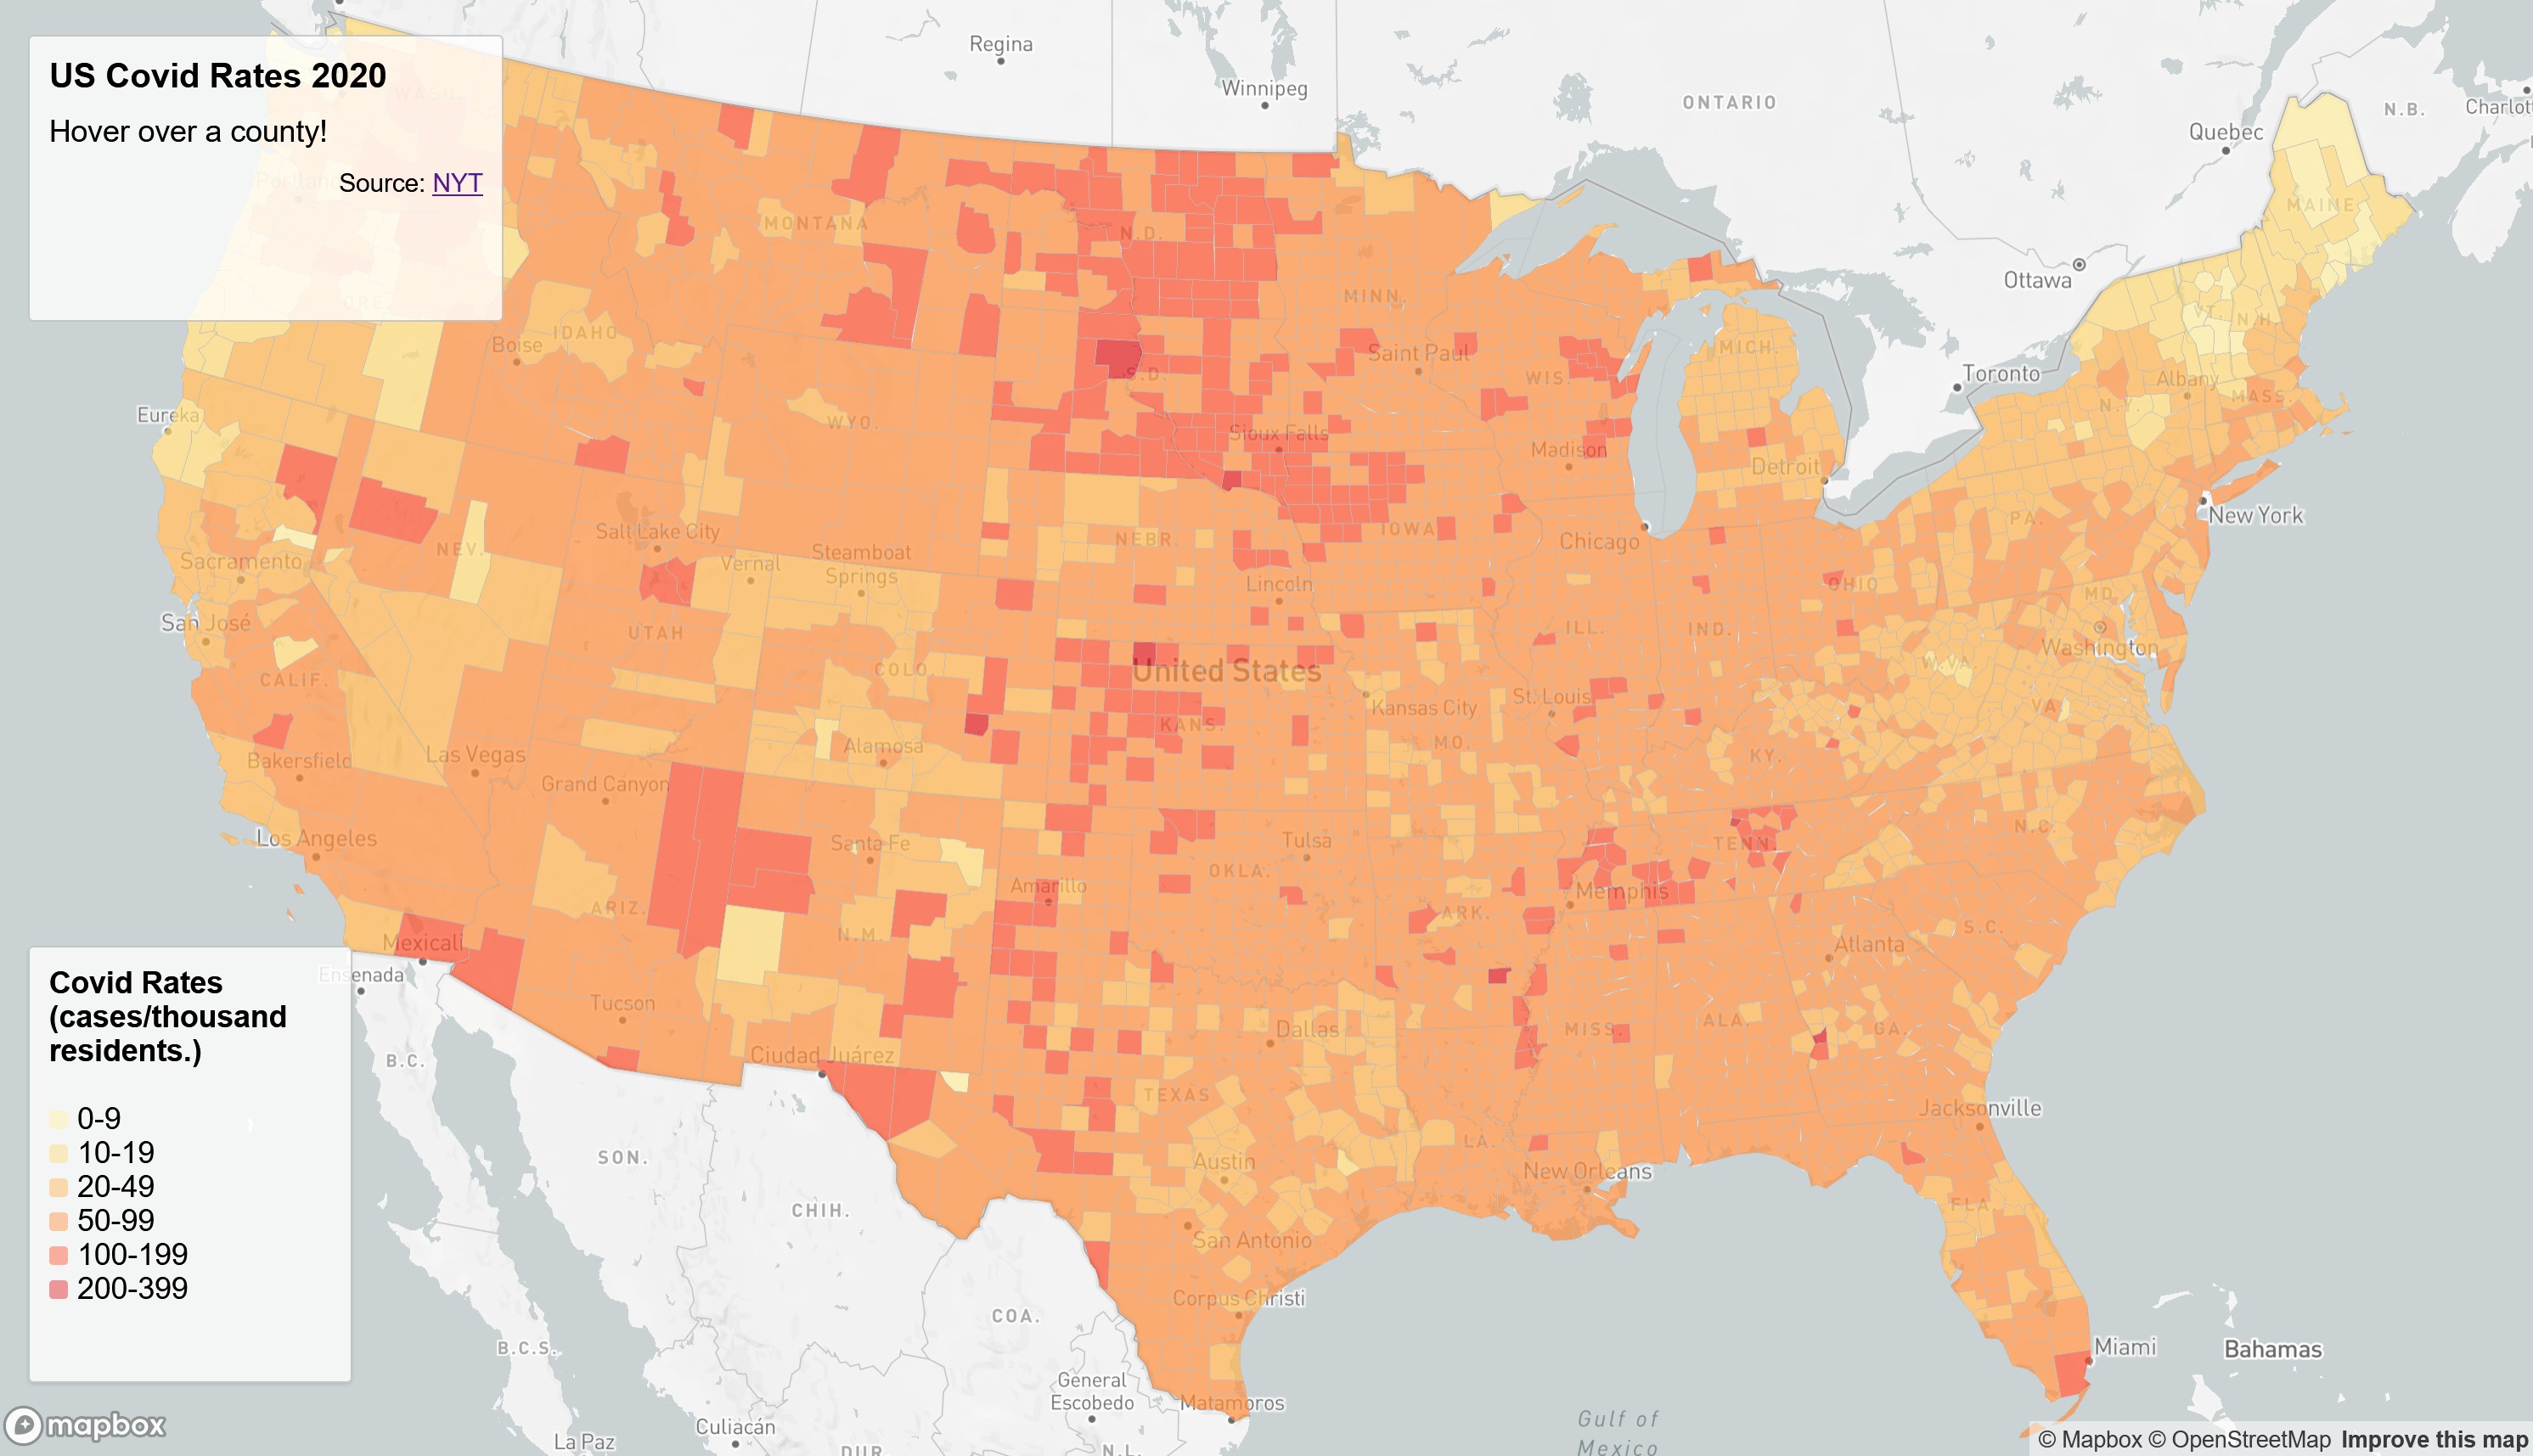 US Covid Rates 2020
Hover over a county!
Source: NYT
WASH.
Portland
ORE.
Regina
Winnipeg
ONTARIO
Quebec
N.B.
Charlott
MAINE
Ottawa
MONTANA
N.D.
MINN.
VT.
N.H.
IDAHO
Boise
Saint Paul
MICH.
Toronto
S.D.
WIS.
Albany
MASS.
N.Y.
Eureka
WYO.
Sioux Falls
Madison
Detroit
New York
Salt Lake City
NEV.
Sacramento
Steamboat
Springs
Vernal
NEBR.
IOWA
Chicago
PA.
Lincoln
OHIO
MD.
San José
UTAH
ILL.
IND.
Washington
CALIF.
COLO.
United States
W.VA.
St. Louis
Kansas City
KANS.
VA.
Bakersfield
Las Vegas
Alamosa
MO.
KY.
Grand Canyon
Los Angeles
Santa Fe
Tulsa
TENN.
N.C.
Amarillo
OKLA.
Memphis
ARIZ.
N.M.
ARK.
S.C.
Mexicali
Atlanta
Ensenada
Tucson
Dallas
MISS.
ALA.
GA.
Ciudad Juárez
B.C.
TEXAS
Jacksonville
LA.
SON.
Austin
New Orleans
CHIH.
FLA.
San Antonio
COA.
Corpus Christi
B.C.S.
Miami
Bahamas
General
Escobedo
Matamoros
Culiacán
La Paz
DUR.
N.L.
Gulf of
Mexico
Covid Rates
(cases/thousand
residents.)
0-9
10-19
20-49
50-99
100-199
200-399
mapbox
© Mapbox © OpenStreetMap Improve this map